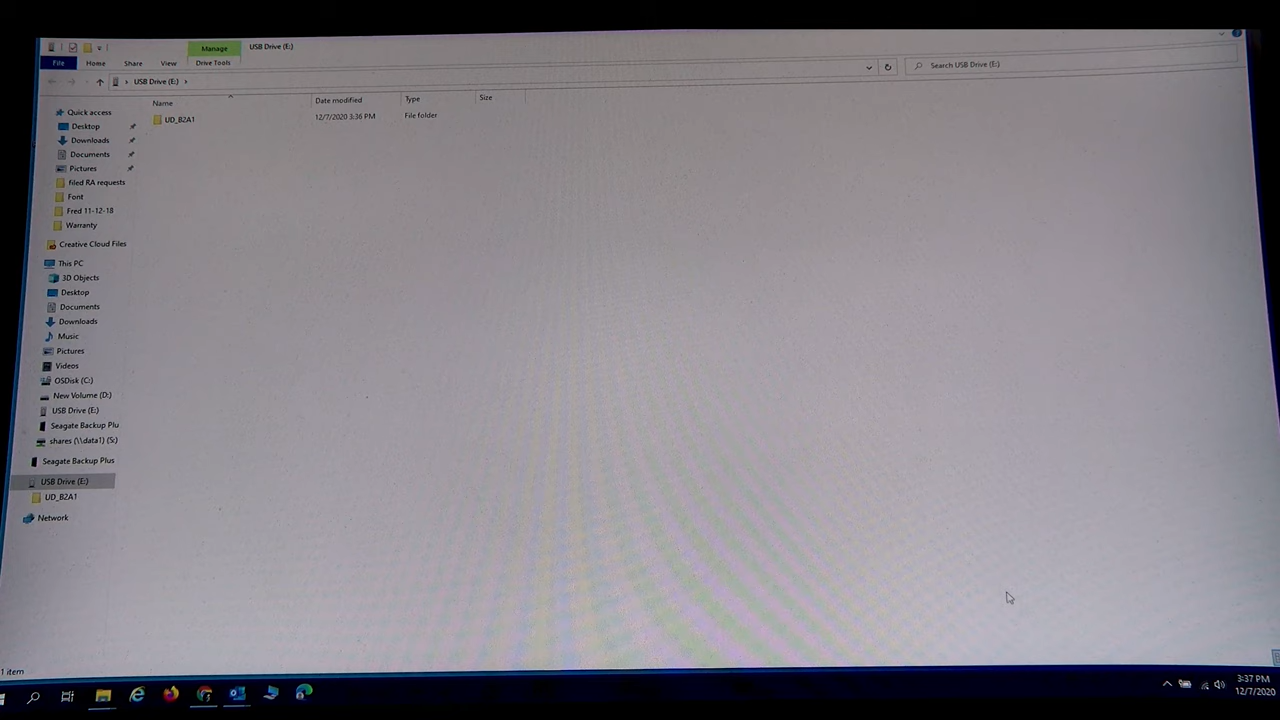 Manage
USB Drive (E:)
File
Home
Share
View
Drive Tools
USB Drive (E:)
Search USB Drive (E:)
Name
Date modified
Type
Size
UD_B2A1
12/7/2020 3:36 PM
File folder
Quick access
Desktop
Downloads
Documents
Pictures
filed RA requests
Font
Fred 11-12-18
Warranty
Creative Cloud Files
This PC
3D Objects
Desktop
Documents
Downloads
Music
Pictures
Videos
OSDisk (C:)
New Volume (D:)
USB Drive (E:)
Seagate Backup Plu
shares (\\data1) (S:)
Seagate Backup Plus
USB Drive (E:)
UD_B2A1
Network
1 item
3:37 PM
12/7/2020